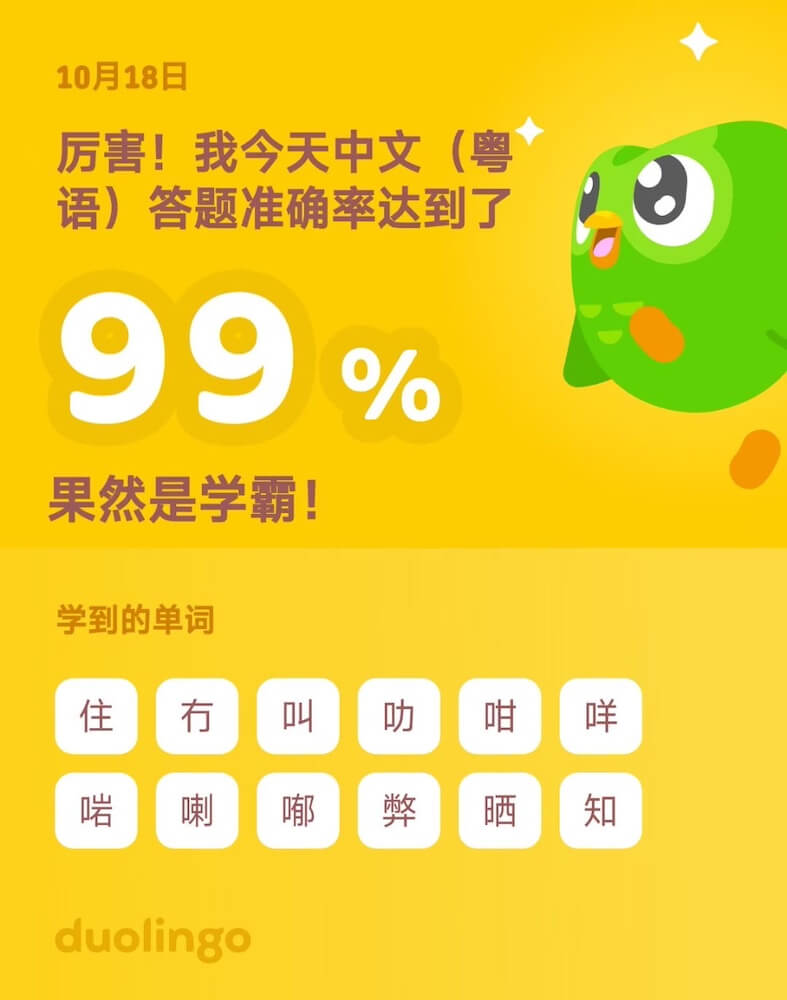 10月18日
厉害！我今天中文（粤
语）答题准确率达到了
99%
果然是学霸！
学到的单词
住 冇 叫 叻 咁 咩
啱 喇 喐 弊 晒 知
duolingo